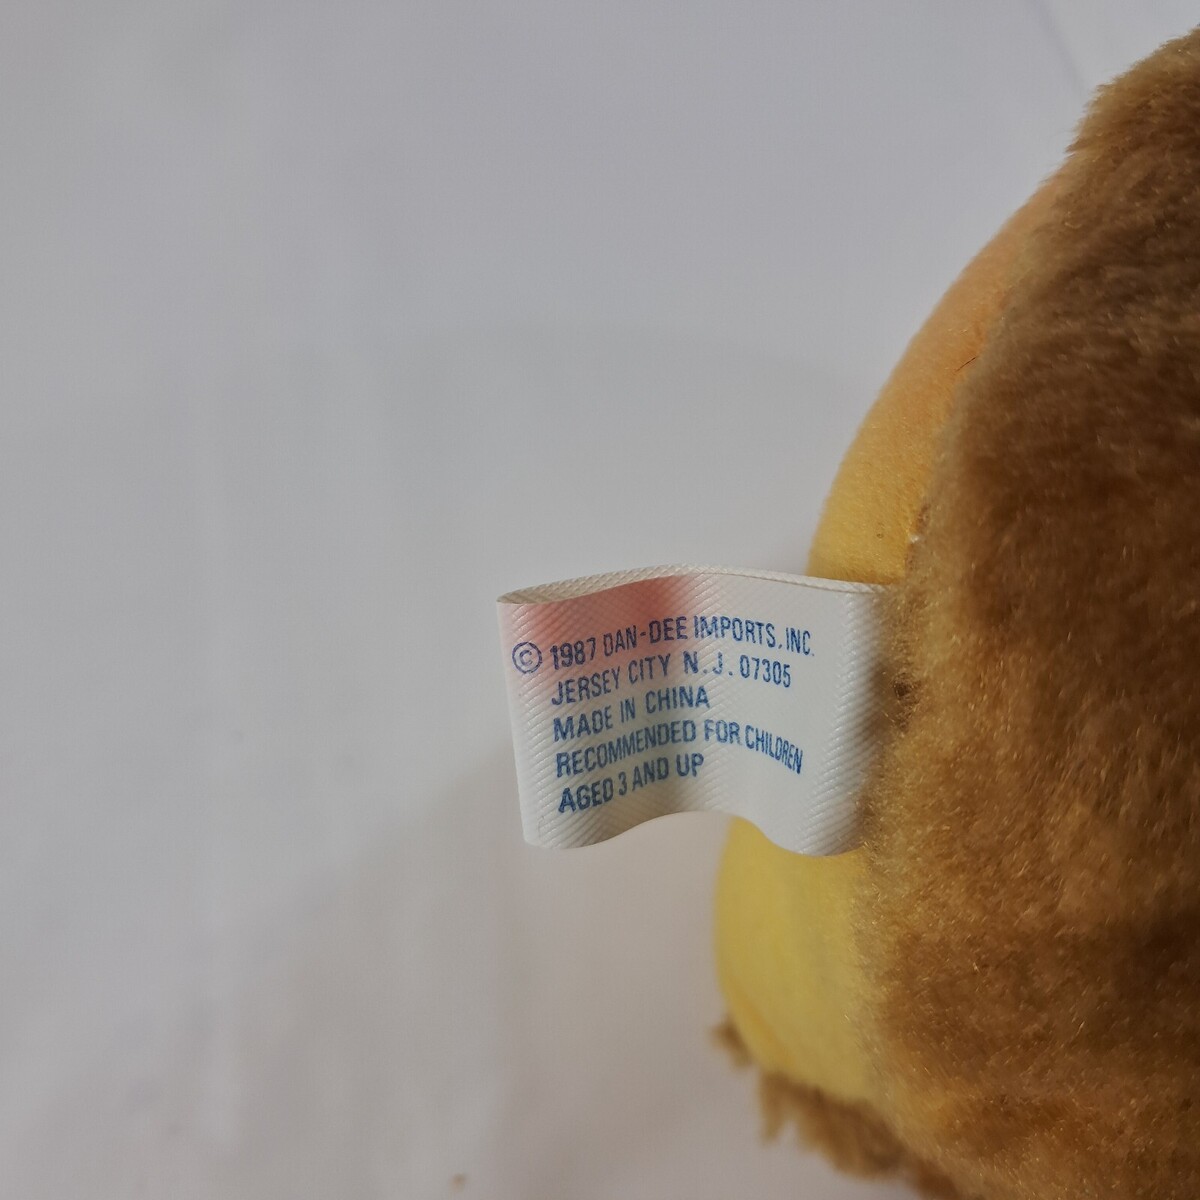 © 1987 DAN-DEE IMPORTS, INC.
JERSEY CITY N.J. 07305
MADE IN CHINA
RECOMMENDED FOR CHILDREN
AGED 3 AND UP